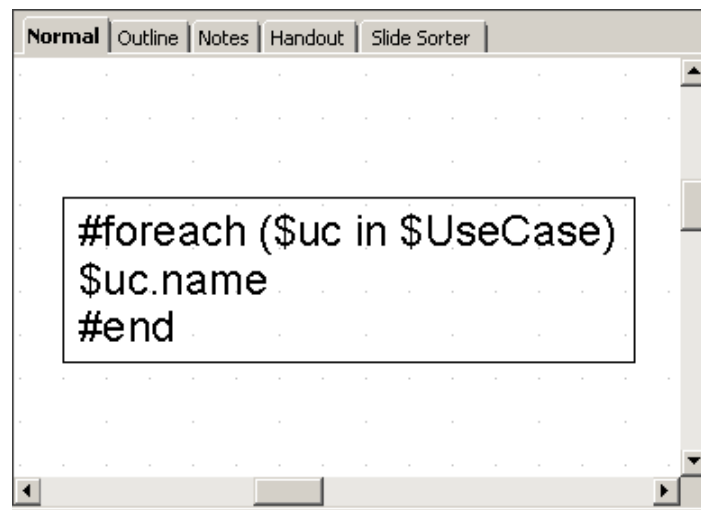 Normal Outline Notes Handout Slide Sorter
#foreach ($uc in $UseCase)
$uc.name
#end